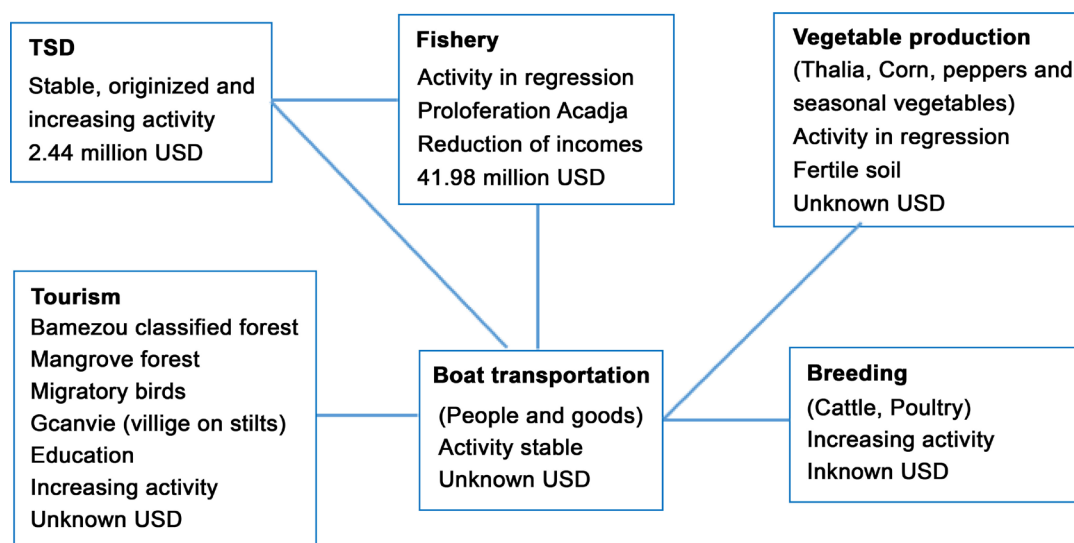 TSD
Stable, originized and
increasing activity
2.44 million USD
Fishery
Activity in regression
Proloferation Acadja
Reduction of incomes
41.98 million USD
Vegetable production
(Thalia, Corn, peppers and
seasonal vegetables)
Activity in regression
Fertile soil
Unknown USD
Tourism
Bamezou classified forest
Mangrove forest
Migratory birds
Gcanvie (villige on stilts)
Education
Increasing activity
Unknown USD
Boat transportation
(People and goods)
Activity stable
Unknown USD
Breeding
(Cattle, Poultry)
Increasing activity
Inknown USD